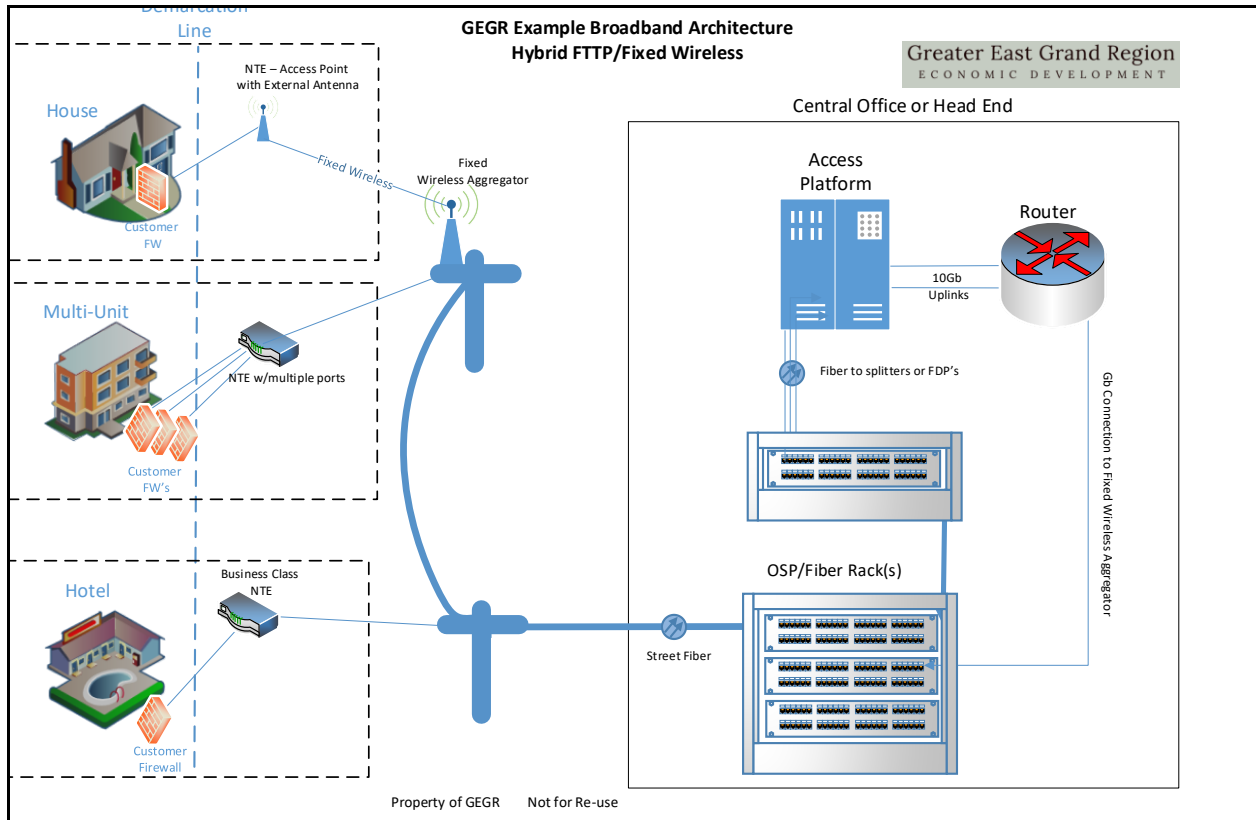 Demarcation
Line
GEGR Example Broadband Architecture
Hybrid FTTP/Fixed Wireless
Greater East Grand Region
ECONOMIC DEVELOPMENT
NTE – Access Point
with External Antenna
House
Customer
FW
Fixed Wireless
Fixed
Wireless Aggregator
Central Office or Head End
Access
Platform
Router
10Gb
Uplinks
Multi-Unit
NTE w/multiple ports
Customer
FW's
Fiber to splitters or FDP's
Gb Connection to Fixed Wireless Aggregator
OSP/Fiber Rack(s)
Hotel
Business Class
NTE
Customer
Firewall
Street Fiber
Property of GEGR Not for Re-use